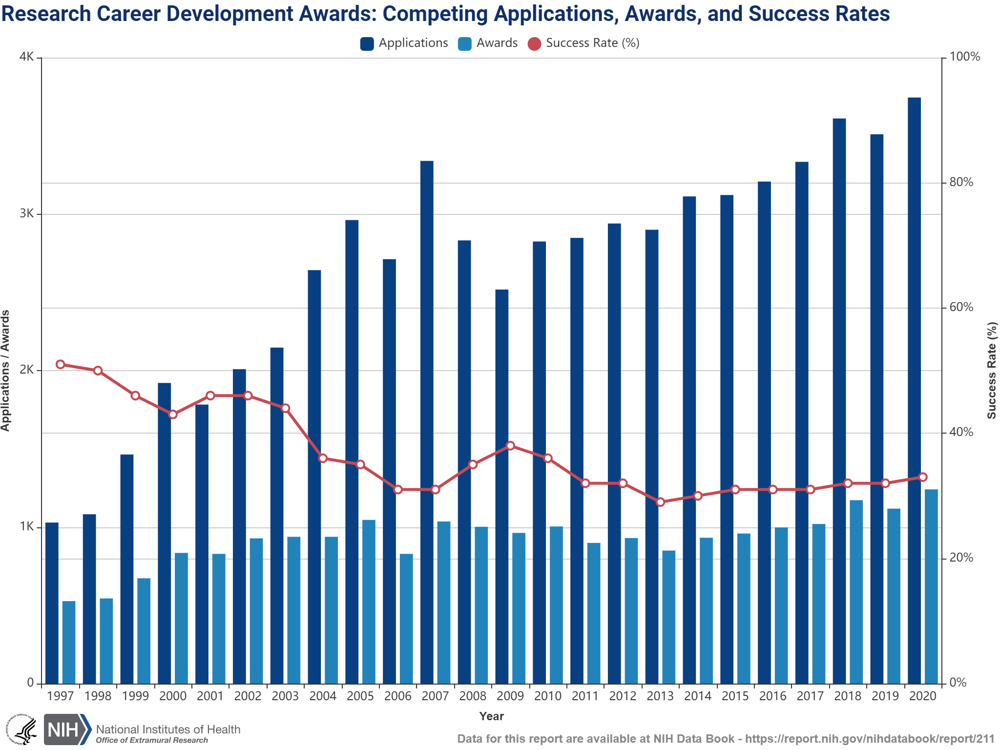 Research Career Development Awards: Competing Applications, Awards, and Success Rates
Applications Awards Success Rate (%)
4K
3K
2K
1K
0
Applications / Awards
100%
80%
60%
40%
20%
0%
Success Rate (%)
1997 1998 1999 2000 2001 2002 2003 2004 2005 2006 2007 2008 2009 2010 2011 2012 2013 2014 2015 2016 2017 2018 2019 2020
Year
NIH
National Institutes of Health
Office of Extramural Research
Data for this report are available at NIH Data Book - https://report.nih.gov/nihdatabook/report/211